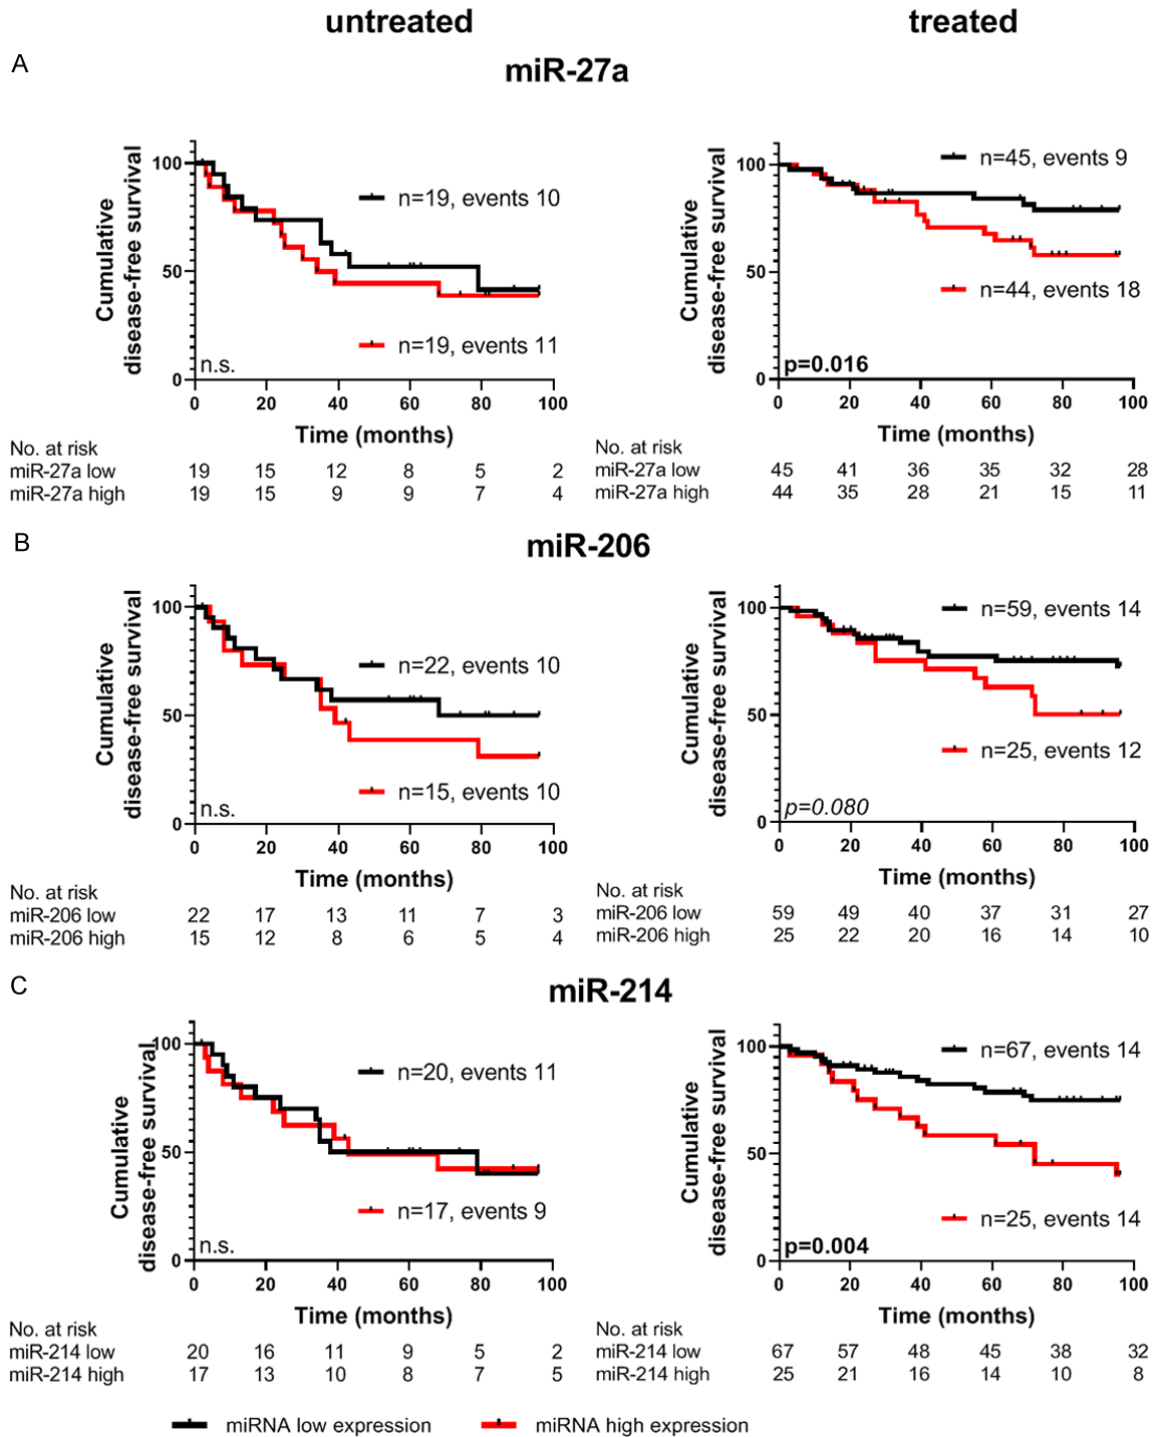 untreated treated
A
miR-27a
Cumulative
disease-free survival
100
50
0
n=19, events 10
n=19, events 11
n.s.
0 20 40 60 80 100
Time (months)
No. at risk
miR-27a low 19 15 12 8 5 2
miR-27a high 19 15 9 9 7 4
Cumulative
disease-free survival
100
50
0
n=45, events 9
n=44, events 18
p=0.016
0 20 40 60 80 100
Time (months)
No. at risk
miR-27a low 45 41 36 35 32 28
miR-27a high 44 35 28 21 15 11
B
miR-206
Cumulative
disease-free survival
100
50
0
n=22, events 10
n=15, events 10
n.s.
0 20 40 60 80 100
Time (months)
No. at risk
miR-206 low 22 17 13 11 7 3
miR-206 high 15 12 8 6 5 4
Cumulative
disease-free survival
100
50
0
n=59, events 14
n=25, events 12
p=0.080
0 20 40 60 80 100
Time (months)
No. at risk
miR-206 low 59 49 40 37 31 27
miR-206 high 25 22 20 16 14 10
C
miR-214
Cumulative
disease-free survival
100
50
0
n=20, events 11
n=17, events 9
n.s.
0 20 40 60 80 100
Time (months)
No. at risk
miR-214 low 20 16 11 9 5 2
miR-214 high 17 13 10 8 7 5
Cumulative
disease-free survival
100
50
0
n=67, events 14
n=25, events 14
p=0.004
0 20 40 60 80 100
Time (months)
No. at risk
miR-214 low 67 57 48 45 38 32
miR-214 high 25 21 16 14 10 8
miRNA low expression miRNA high expression